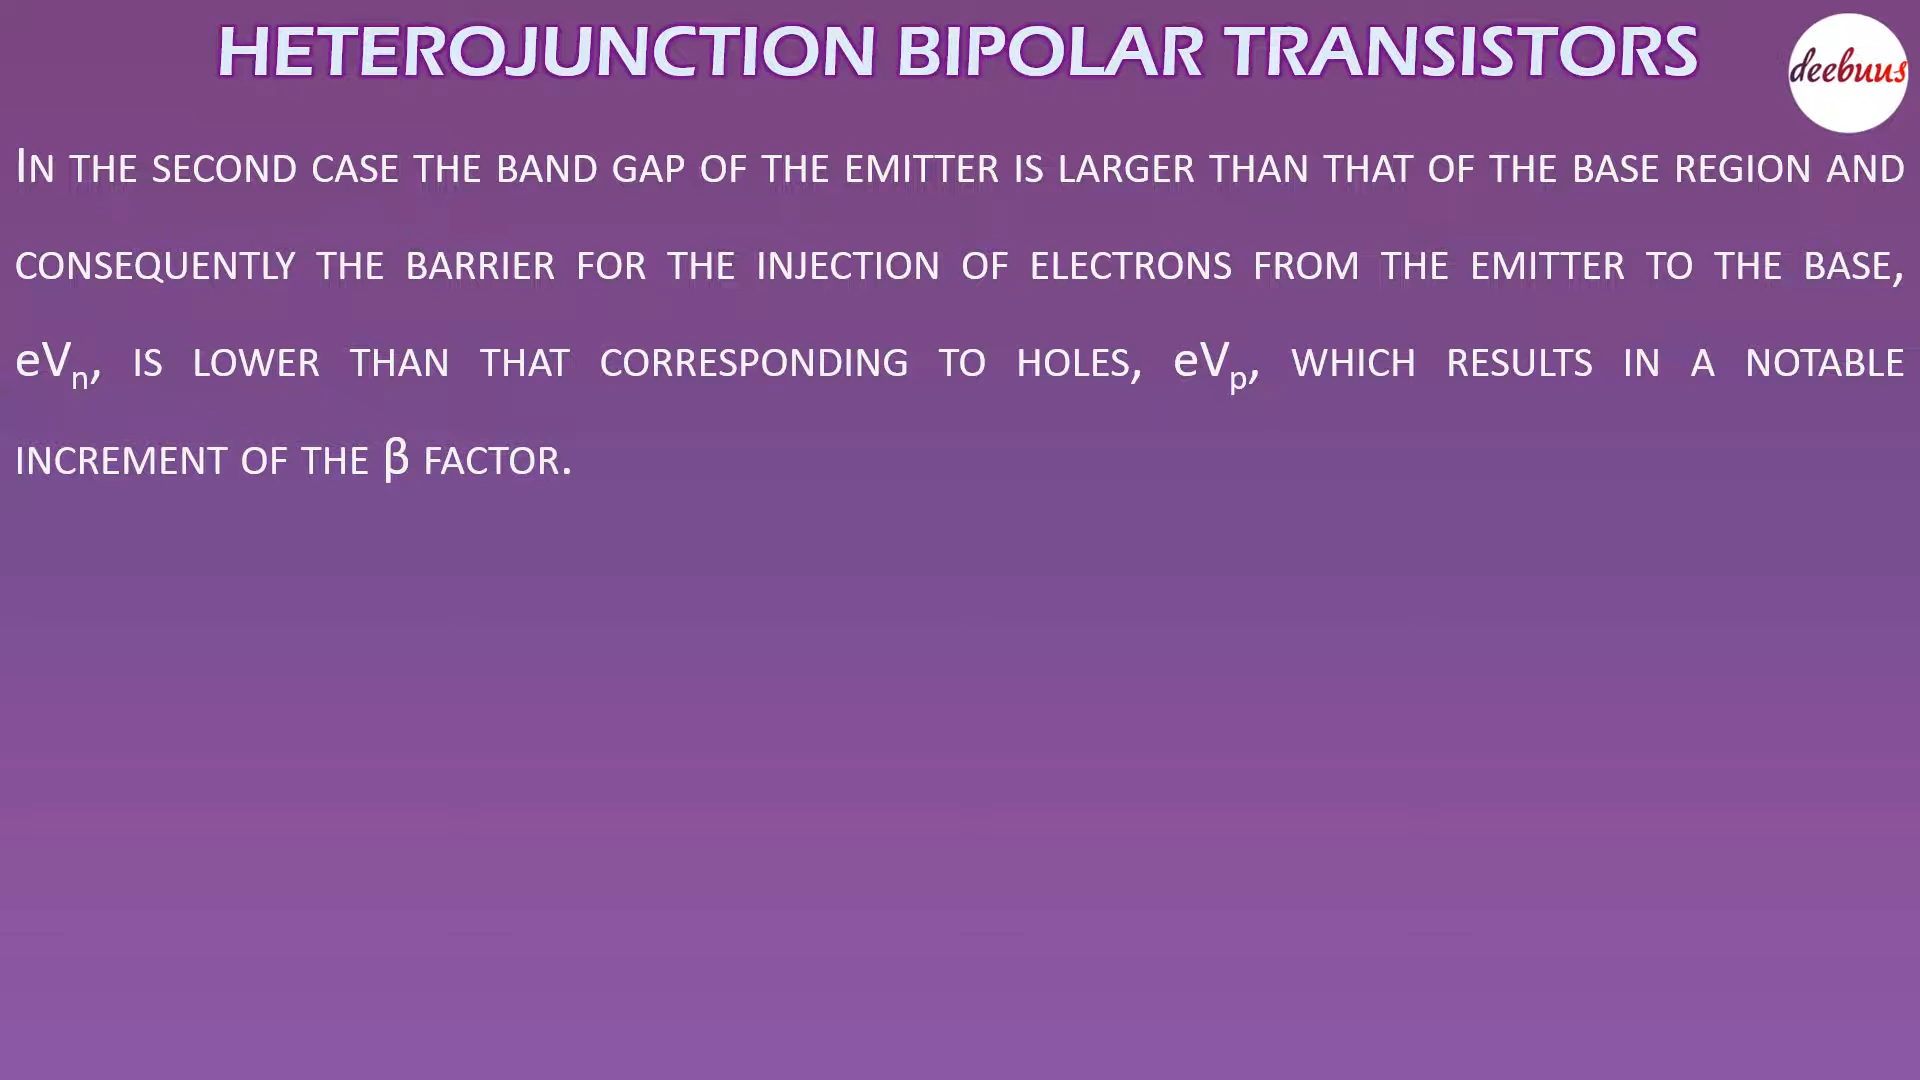 HETEROJUNCTION BIPOLAR TRANSISTORS
deebuus
IN THE SECOND CASE THE BAND GAP OF THE EMITTER IS LARGER THAN THAT OF THE BASE REGION AND
CONSEQUENTLY THE BARRIER FOR THE INJECTION OF ELECTRONS FROM THE EMITTER TO THE BASE,
eVn, IS LOWER THAN THAT CORRESPONDING TO HOLES, eVp, WHICH RESULTS IN A NOTABLE
INCREMENT OF THE β FACTOR.